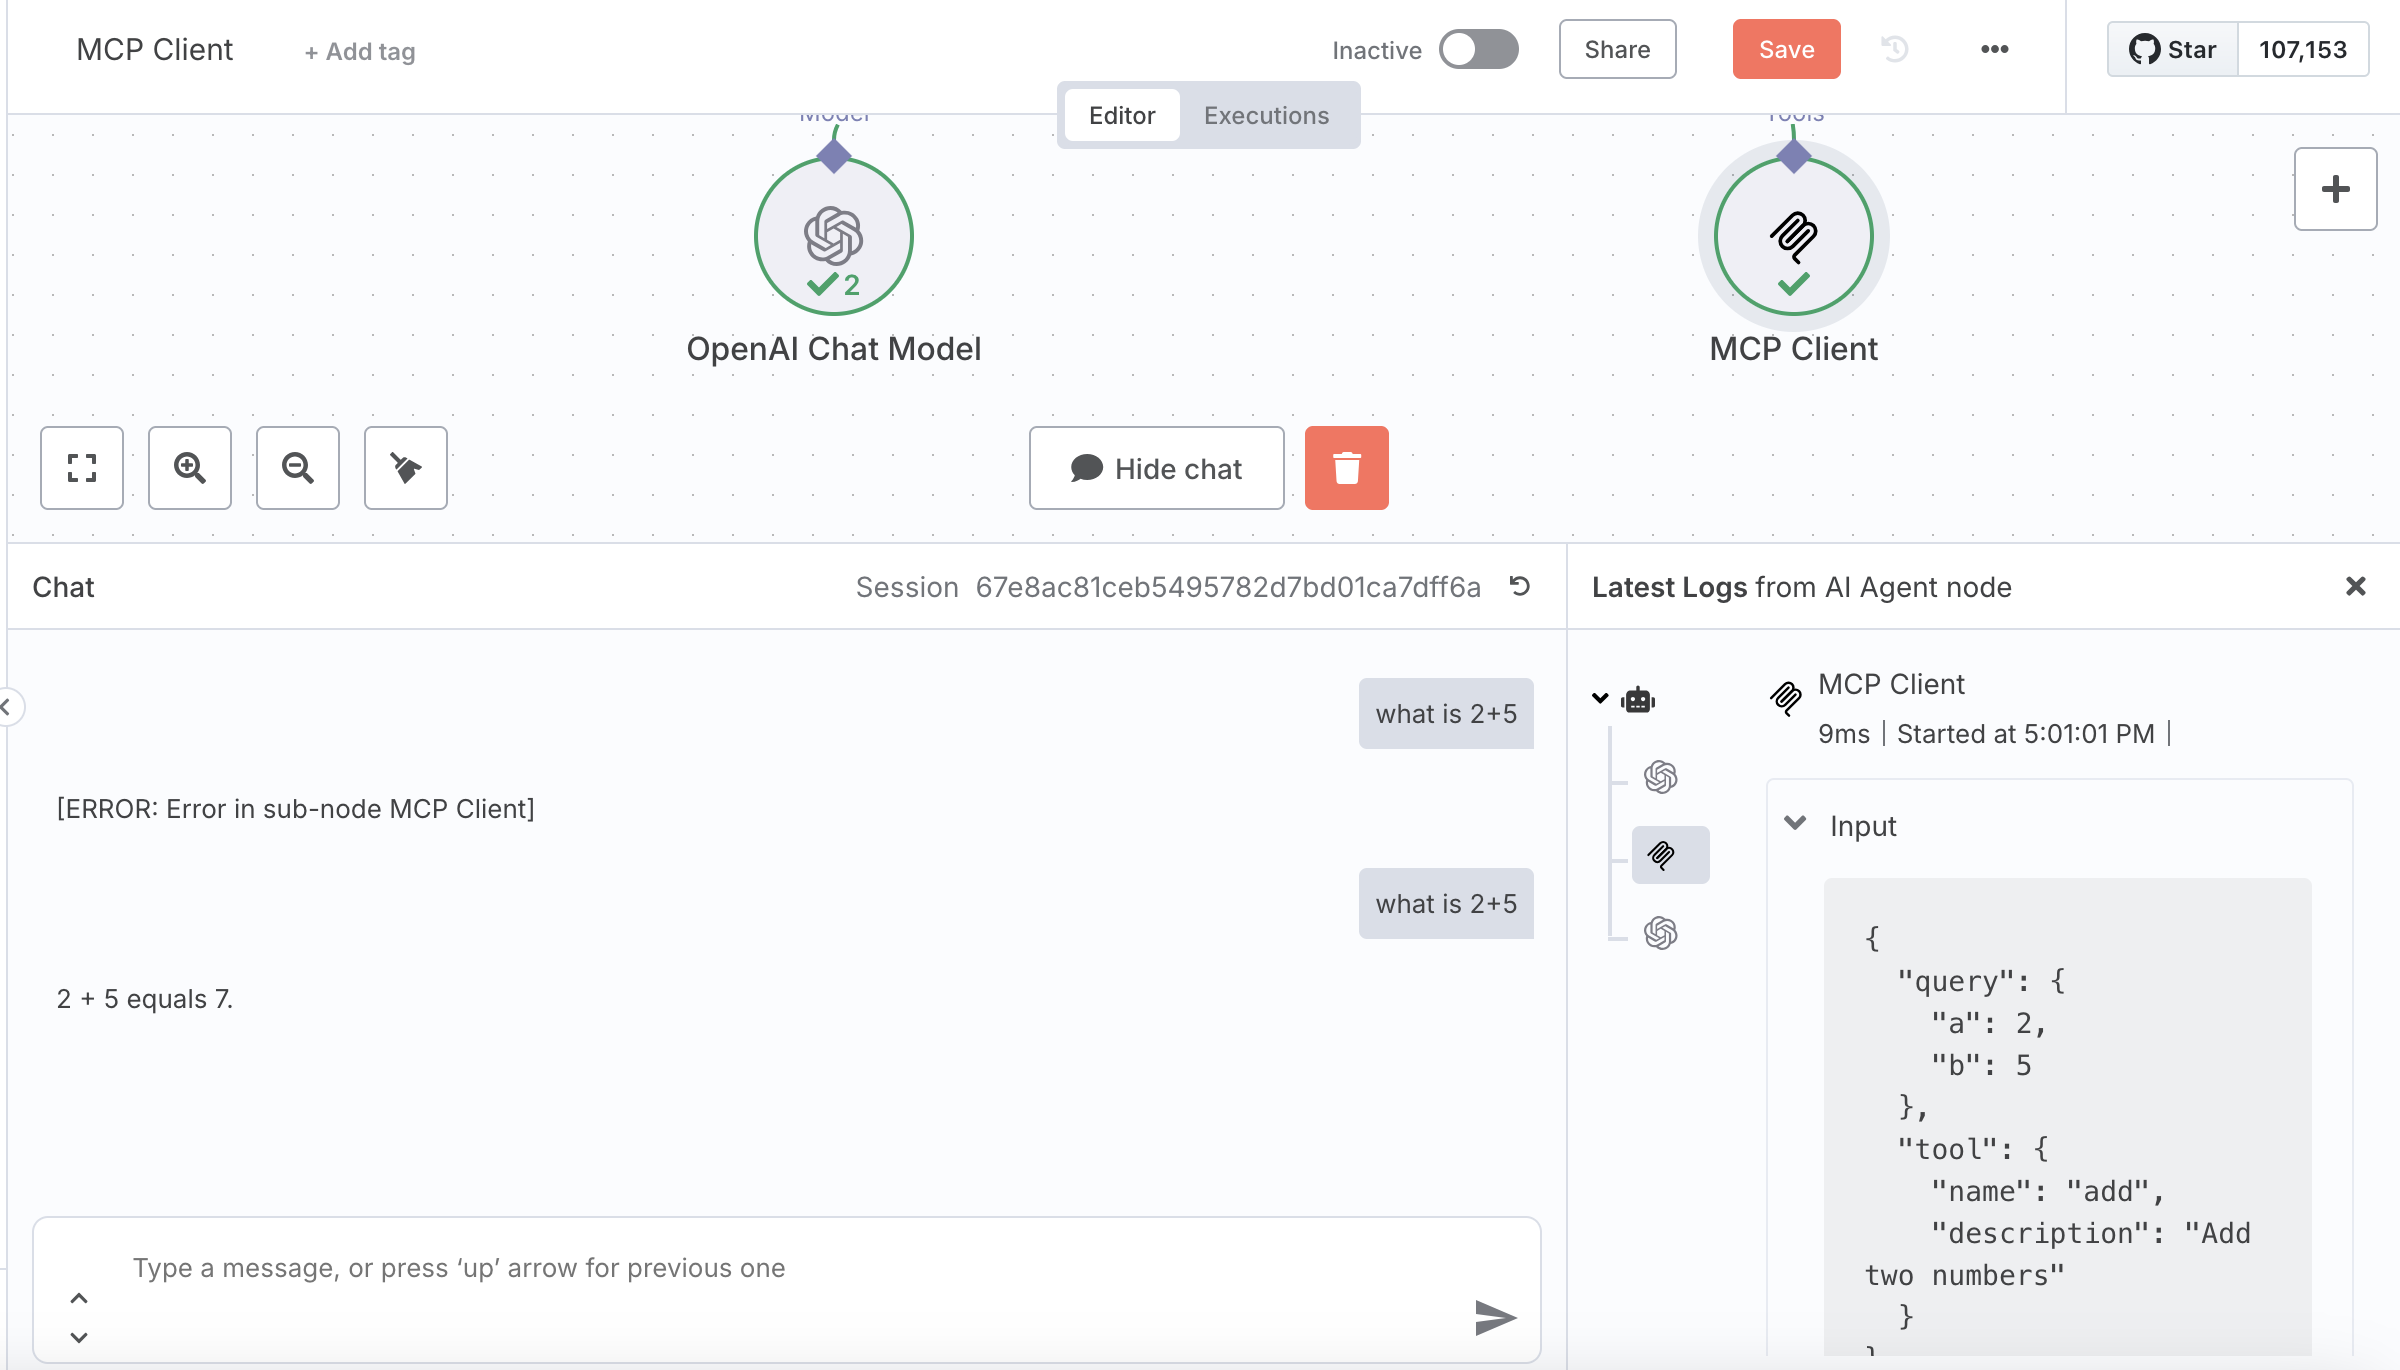 MCP Client
+ Add tag
Inactive
Share
Save
Star
107,153
Editor
Executions
Model
Tools
2
OpenAI Chat Model
MCP Client
Hide chat
Chat
Session 67e8ac81ceb5495782d7bd01ca7dff6a
what is 2+5
[ERROR: Error in sub-node MCP Client]
what is 2+5
2 + 5 equals 7.
Type a message, or press ‘up’ arrow for previous one
Latest Logs from AI Agent node
MCP Client
9ms | Started at 5:01:01 PM |
Input
{
"query": {
"a": 2,
"b": 5
},
"tool": {
"name": "add",
"description": "Add
two numbers"
}
}